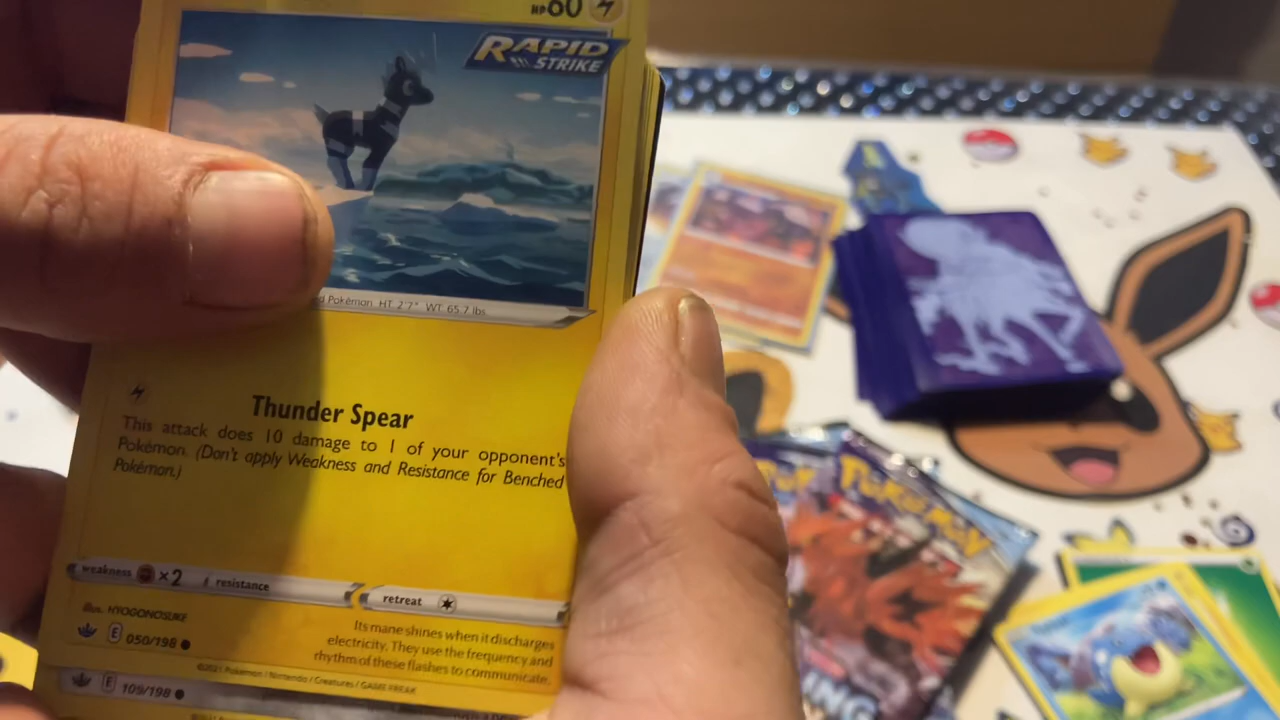 HP 60
RAPID
STRIKE
d Pokémon. HT. 2'7" WT. 65.7 lbs.
Thunder Spear
This attack does 10 damage to 1 of your opponent's
Pokémon. (Don't apply Weakness and Resistance for Benched
Pokémon.)
weakness ×2 resistance
retreat
illus. HYOGONOSUKE
E 050/198
Its mane shines when it discharges
electricity. They use the frequency and
rhythm of these flashes to communicate.
©2021 Pokémon / Nintendo / Creatures / GAME FREAK
E 109/198
POKÉMON